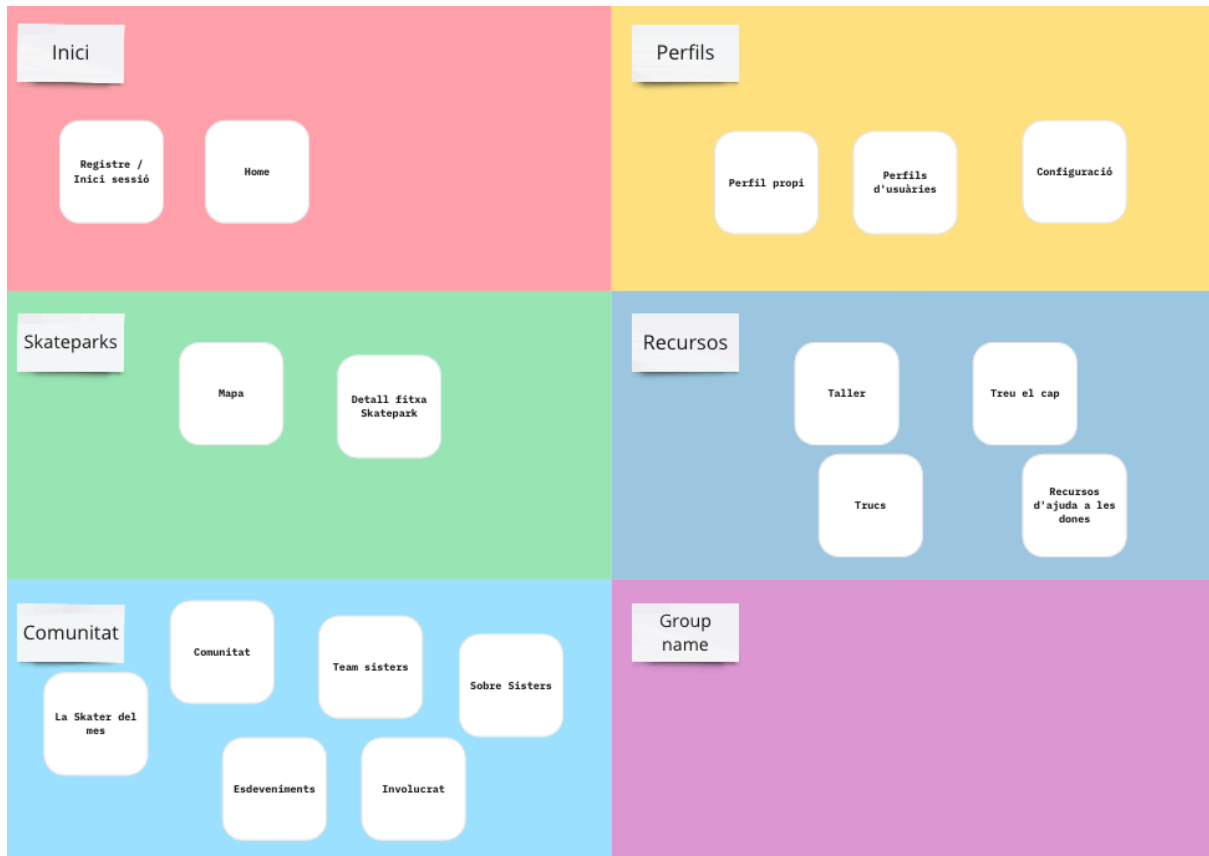 Inici
Registre /
Inici sessió
Home
Perfils
Perfil propi
Perfils
d'usuàries
Configuració
Skateparks
Mapa
Detall fitxa
Skatepark
Recursos
Taller
Treu el cap
Trucs
Recursos
d'ajuda a les
dones
Comunitat
Comunitat
Team sisters
Sobre Sisters
La Skater del
mes
Esdeveniments
Involucrat
Group
name